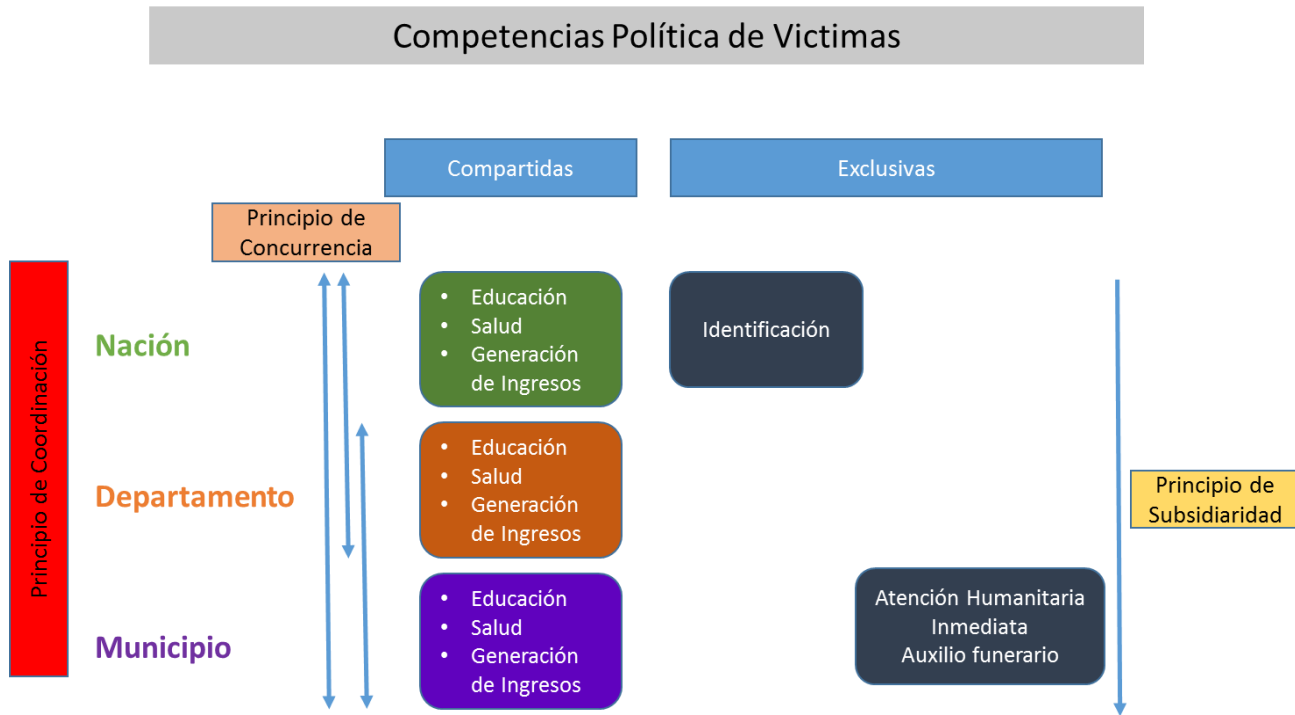 Competencias Política de Victimas
Compartidas
Exclusivas
Principio de
Concurrencia
Principio de Coordinación
Nación
• Educación
• Salud
• Generación
de Ingresos
Identificación
Departamento
• Educación
• Salud
• Generación
de Ingresos
Principio de
Subsidiaridad
Municipio
• Educación
• Salud
• Generación
de Ingresos
Atención Humanitaria
Inmediata
Auxilio funerario